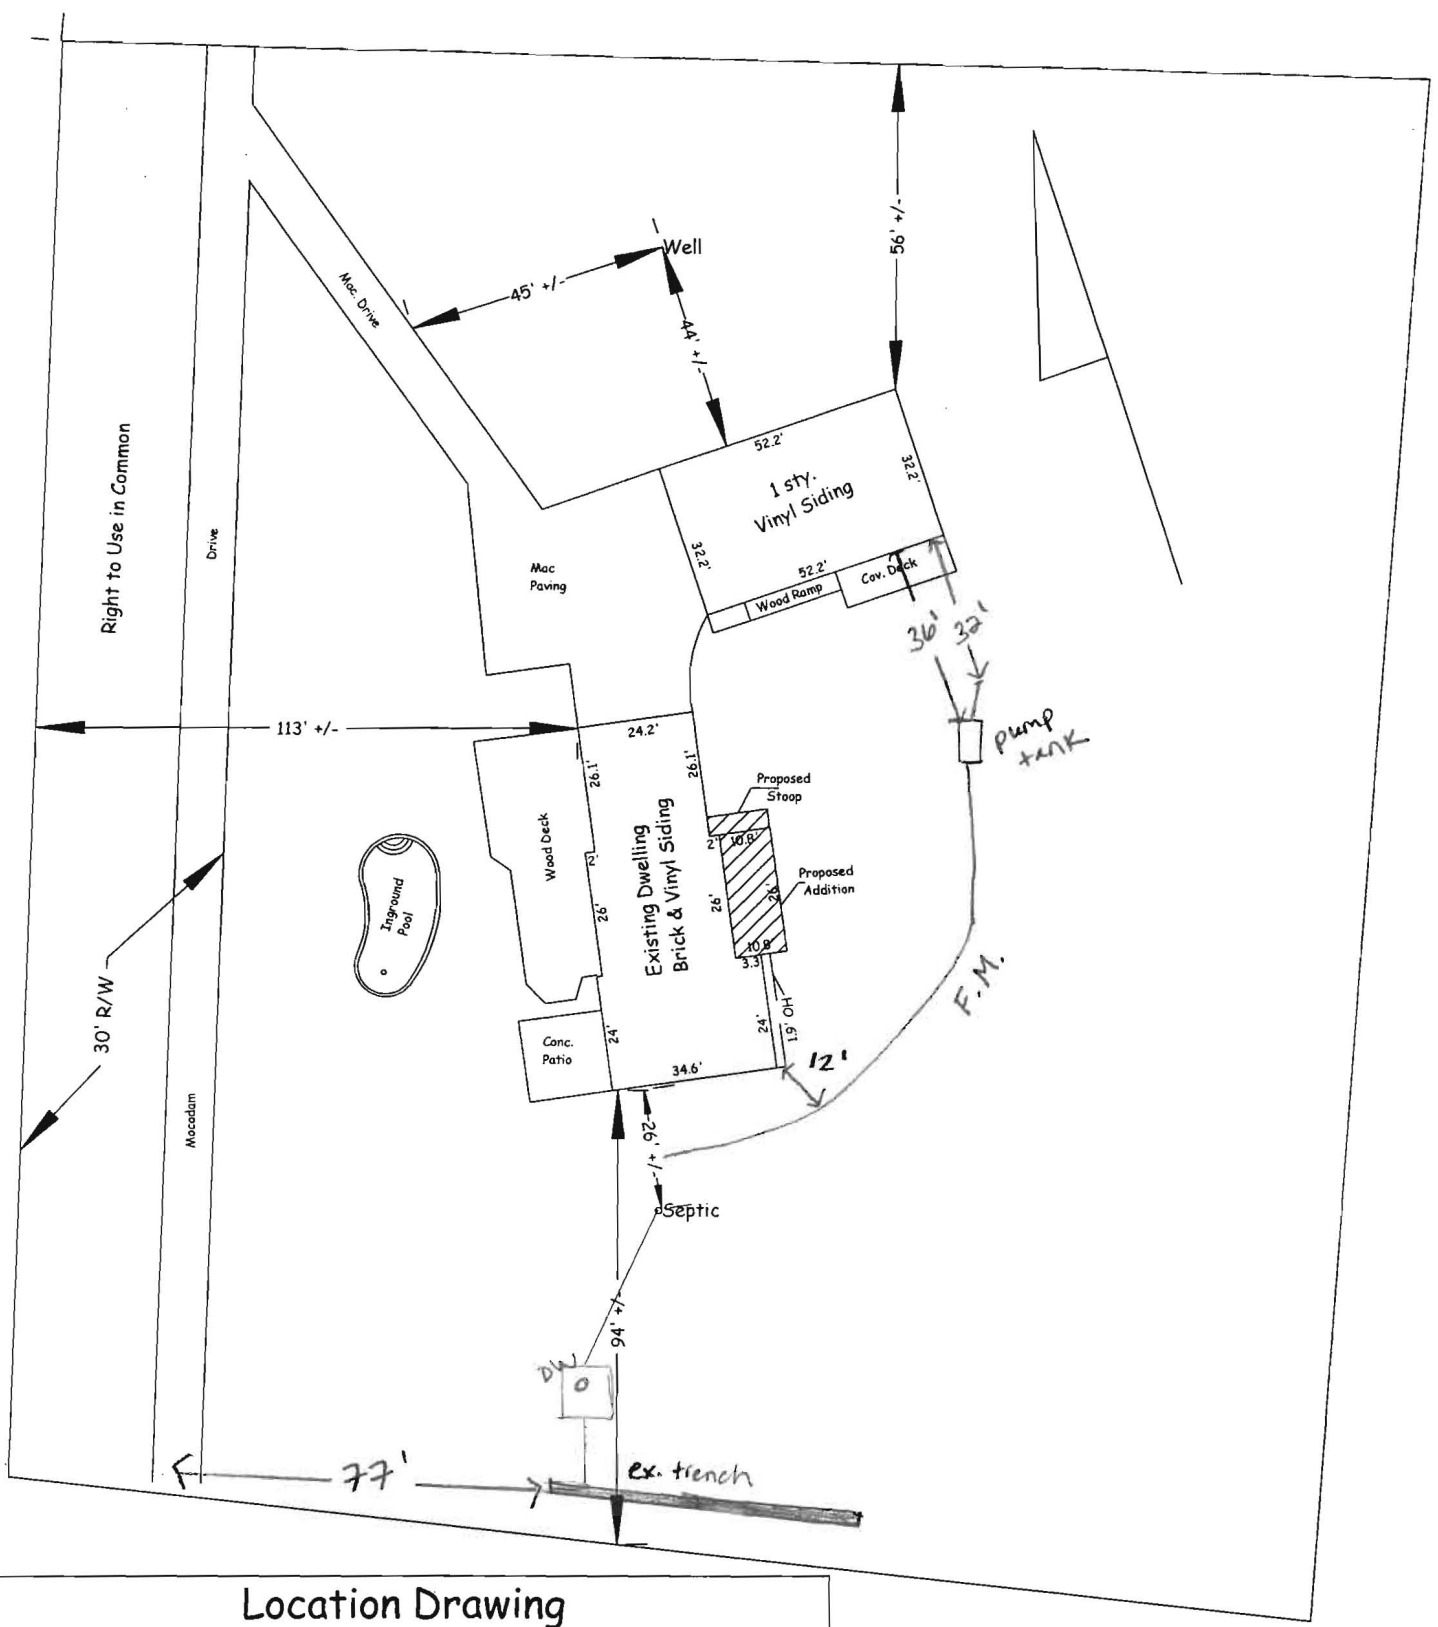 Well
45' +/-
44' +/-
56' +/-
Mac. Drive
52.2'
1 sty.
Vinyl Siding
32.2'
32.2'
52.2'
Wood Ramp
Cov. Deck
Mac
Paving
Right to Use in Common
Drive
36'
32'
pump
tank
113' +/-
24.2'
26.1'
26.1'
Proposed
Stoop
2'
10.8'
Wood Deck
Existing Dwelling
Brick & Vinyl Siding
2'
26'
26'
26'
Proposed
Addition
Inground
Pool
10.8
3.3'
F.M.
30' R/W
Conc.
Patio
24'
24'
1.9' OH
12'
34.6'
Macadam
26' +/-
Septic
94' +/-
DW
77'
ex. trench
Location Drawing